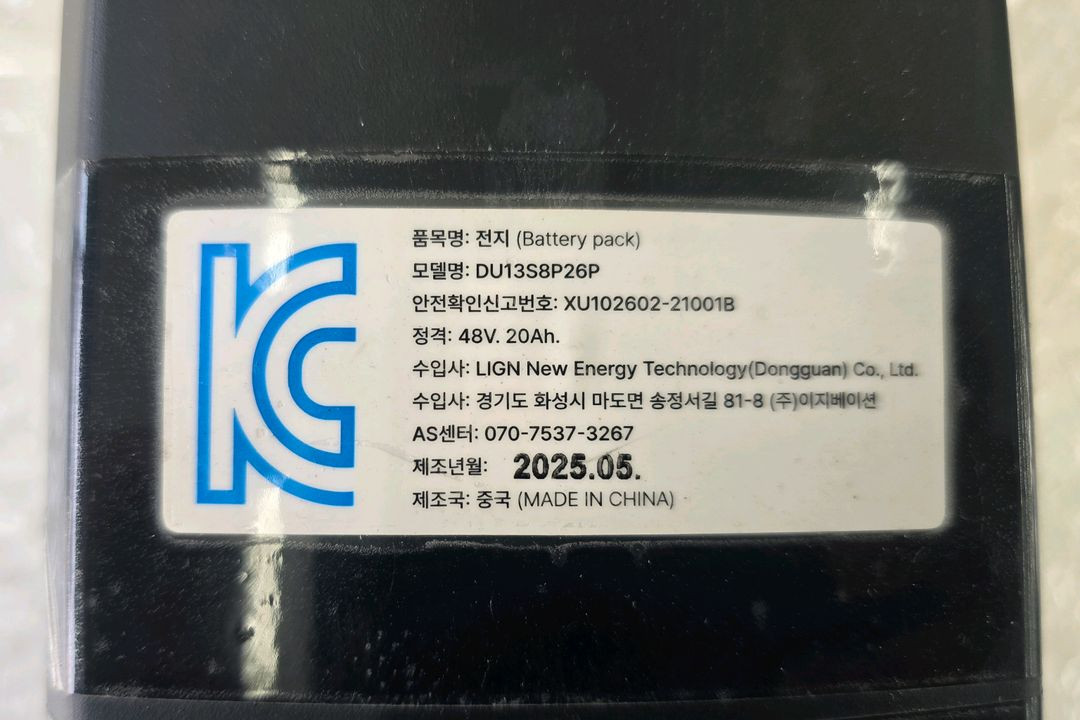 KC
품목명: 전지 (Battery pack)
모델명: DU13S8P26P
안전확인신고번호: XU102602-21001B
정격: 48V. 20Ah.
수입사: LIGN New Energy Technology(Dongguan) Co., Ltd.
수입사: 경기도 화성시 마도면 송정서길 81-8 (주)이지베이션
AS센터: 070-7537-3267
제조년월: 2025.05.
제조국: 중국 (MADE IN CHINA)